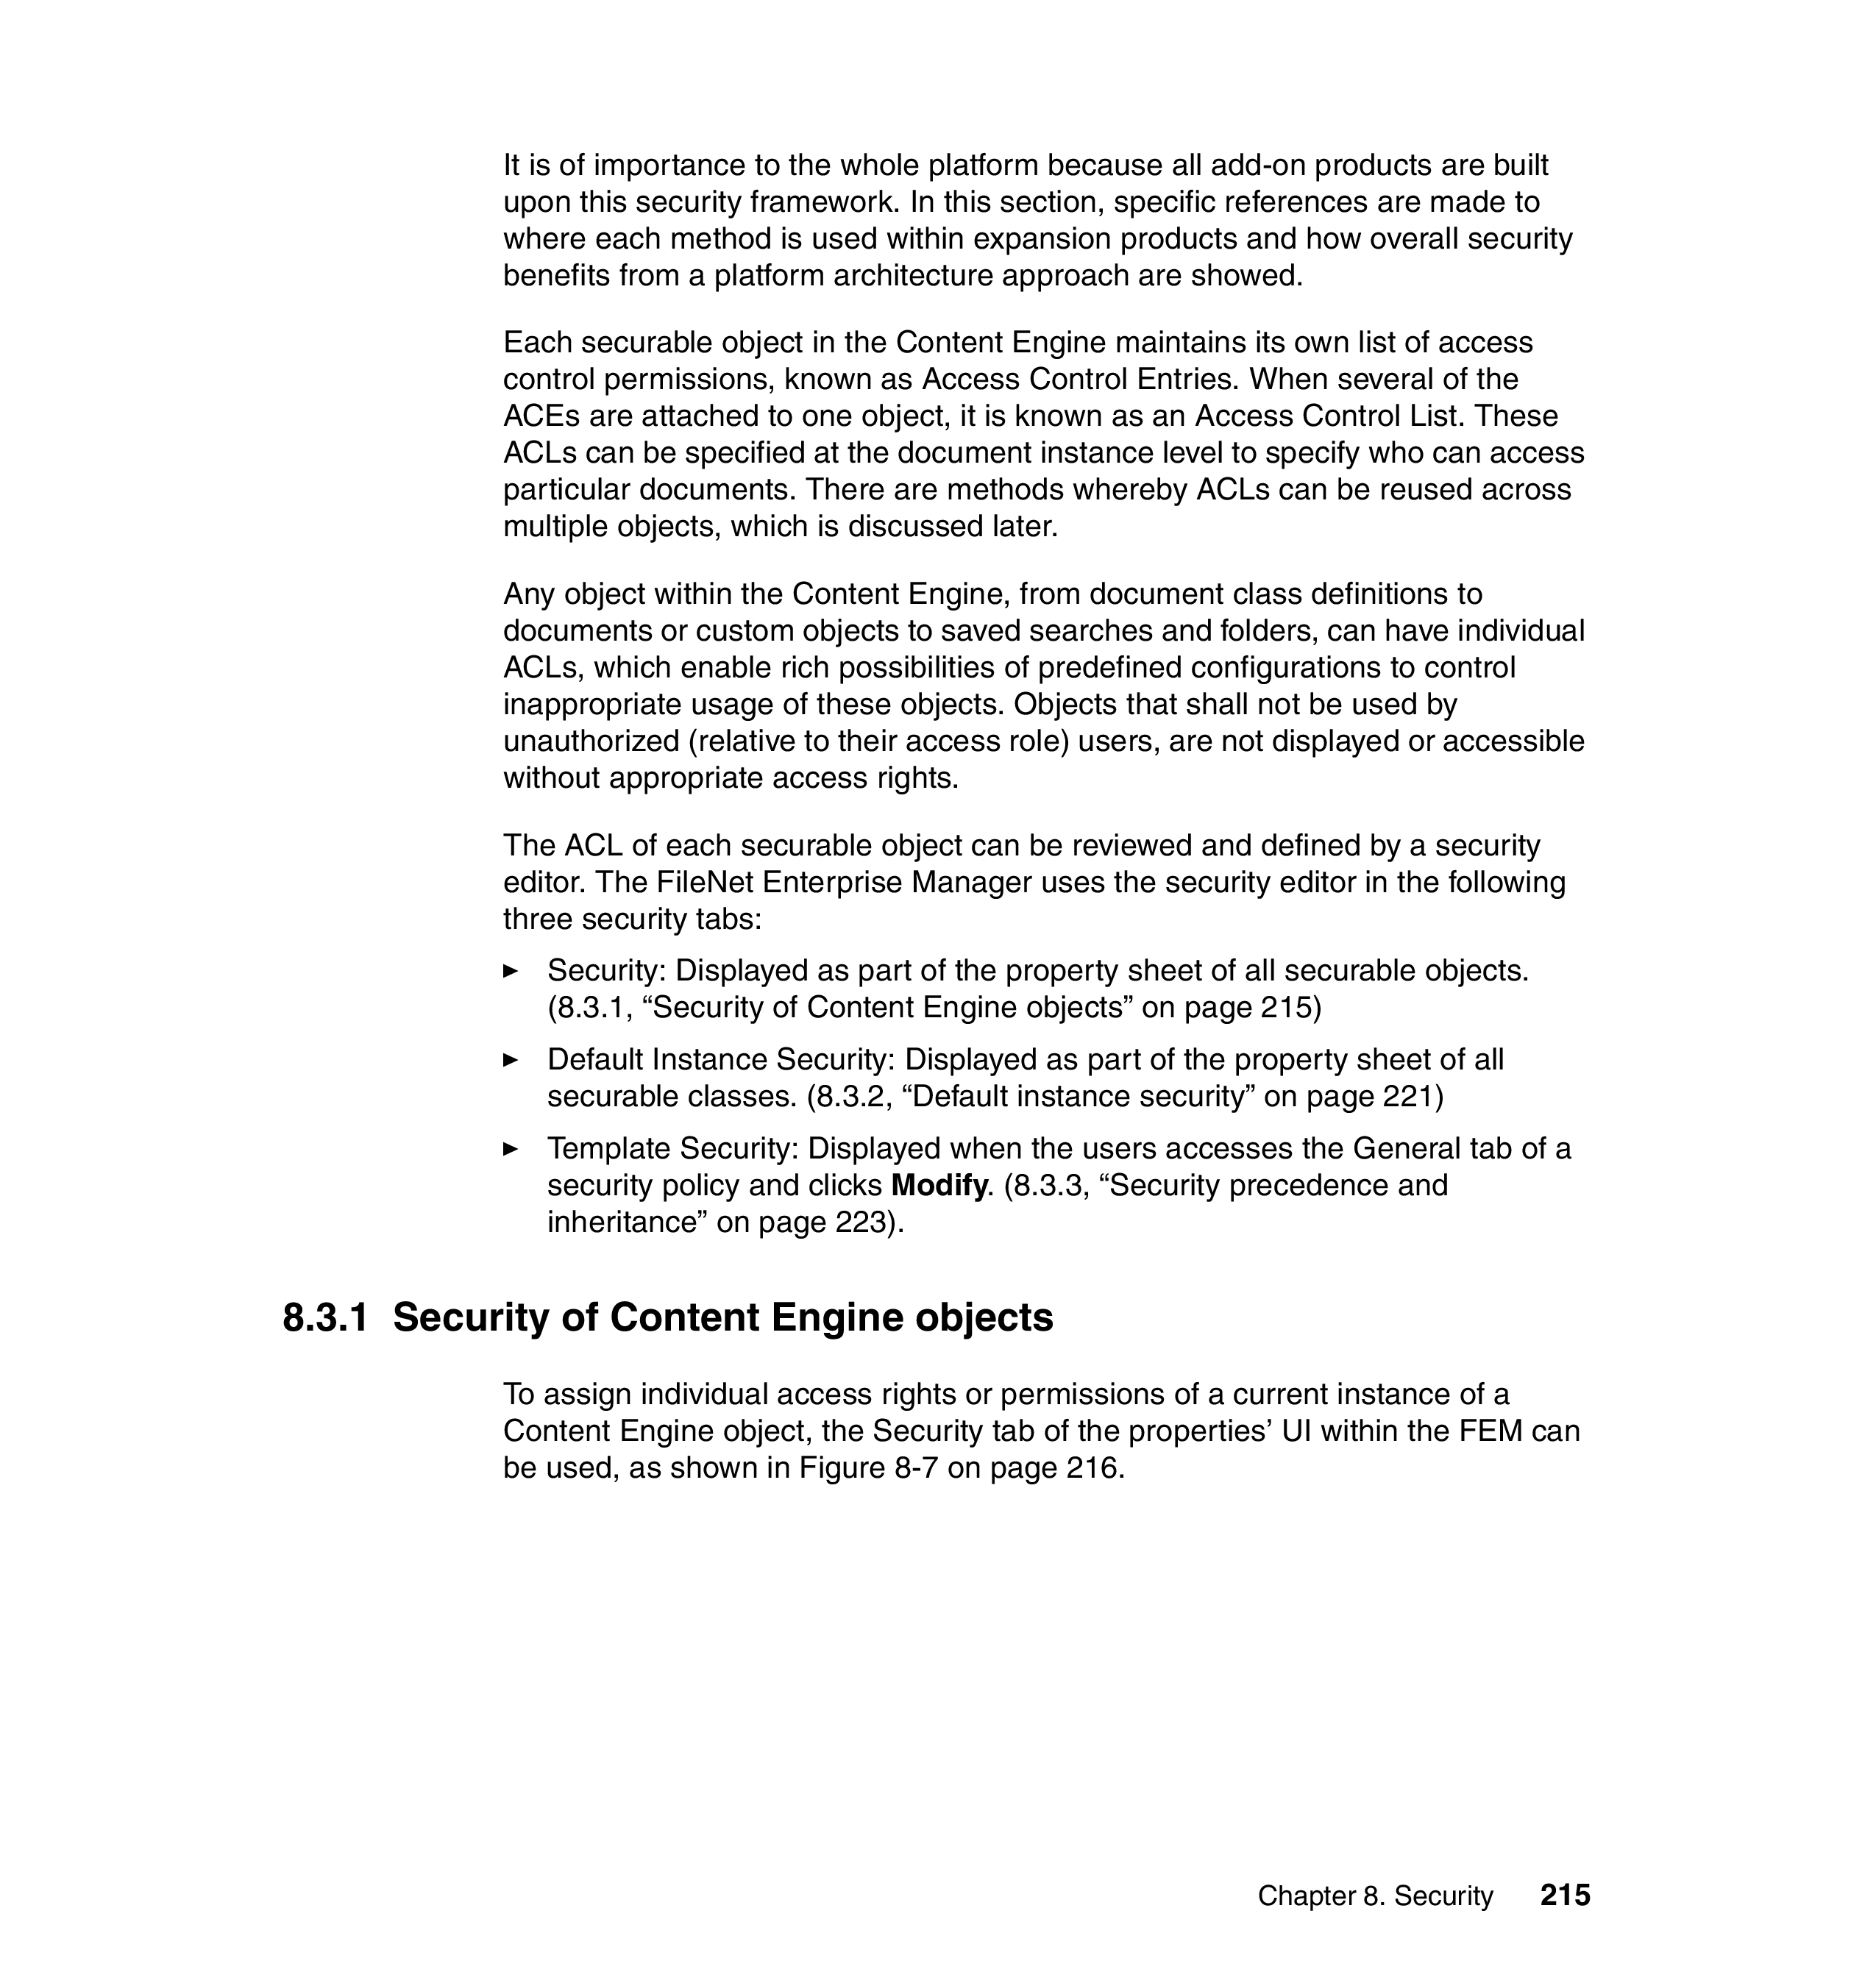 It is of importance to the whole platform because all add-on products are built
upon this security framework. In this section, specific references are made to
where each method is used within expansion products and how overall security
benefits from a platform architecture approach are showed.
Each securable object in the Content Engine maintains its own list of access
control permissions, known as Access Control Entries. When several of the
ACEs are attached to one object, it is known as an Access Control List. These
ACLs can be specified at the document instance level to specify who can access
particular documents. There are methods whereby ACLs can be reused across
multiple objects, which is discussed later.
Any object within the Content Engine, from document class definitions to
documents or custom objects to saved searches and folders, can have individual
ACLs, which enable rich possibilities of predefined configurations to control
inappropriate usage of these objects. Objects that shall not be used by
unauthorized (relative to their access role) users, are not displayed or accessible
without appropriate access rights.
The ACL of each securable object can be reviewed and defined by a security
editor. The FileNet Enterprise Manager uses the security editor in the following
three security tabs:
► Security: Displayed as part of the property sheet of all securable objects.
(8.3.1, “Security of Content Engine objects” on page 215)
► Default Instance Security: Displayed as part of the property sheet of all
securable classes. (8.3.2, “Default instance security” on page 221)
► Template Security: Displayed when the users accesses the General tab of a
security policy and clicks Modify. (8.3.3, “Security precedence and
inheritance” on page 223).
8.3.1 Security of Content Engine objects
To assign individual access rights or permissions of a current instance of a
Content Engine object, the Security tab of the properties’ UI within the FEM can
be used, as shown in Figure 8-7 on page 216.
Chapter 8. Security 215